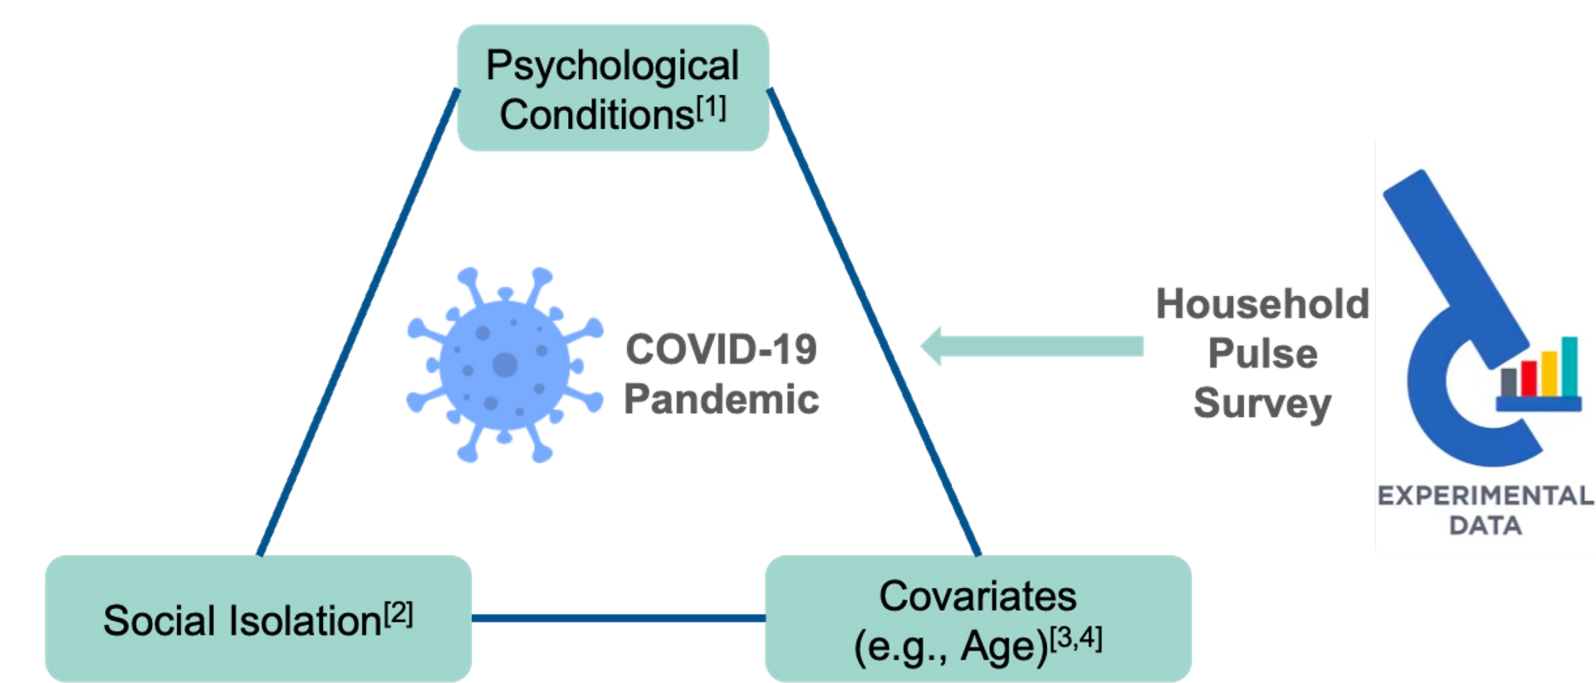 Psychological
Conditions[1]
COVID-19
Pandemic
Household
Pulse
Survey
EXPERIMENTAL
DATA
Social Isolation[2]
Covariates
(e.g., Age)[3,4]